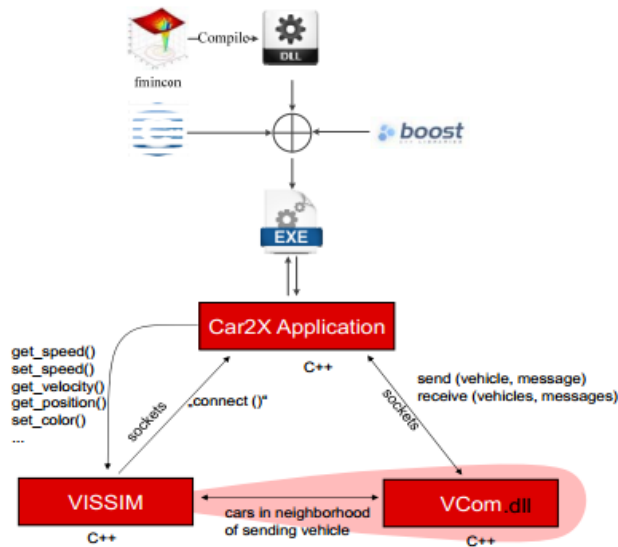 Compile
DLL
fmincon
boost
C++ LIBRARIES
EXE
Car2X Application
C++
get_speed()
set_speed()
get_velocity()
get_position()
set_color()
...
sockets
„connect ()“
sockets
send (vehicle, message)
receive (vehicles, messages)
VISSIM
C++
cars in neighborhood
of sending vehicle
VCom.dll
C++